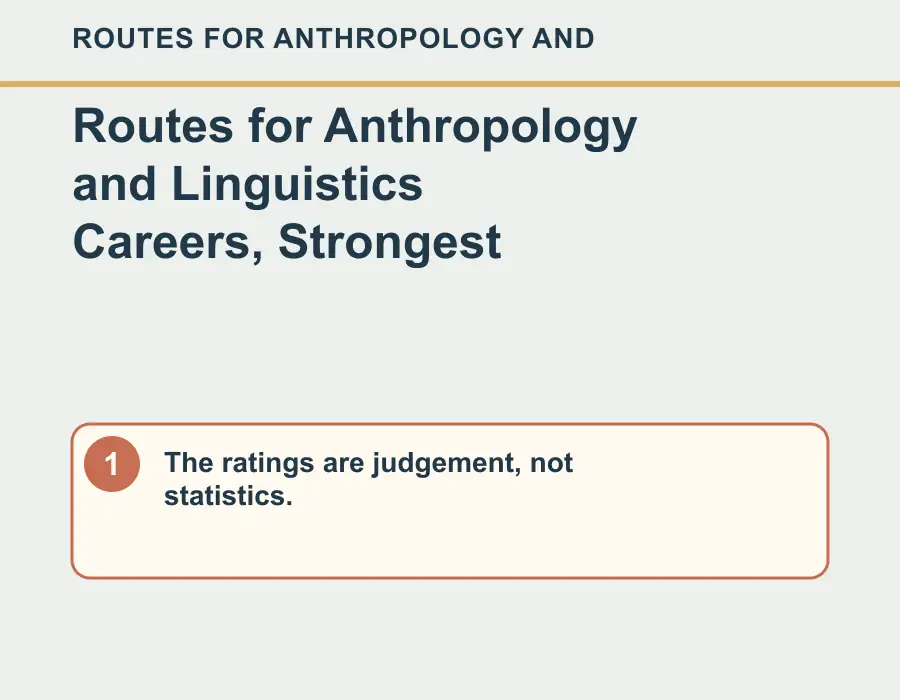 ROUTES FOR ANTHROPOLOGY AND
Routes for Anthropology
and Linguistics
Careers, Strongest
1
The ratings are judgement, not
statistics.